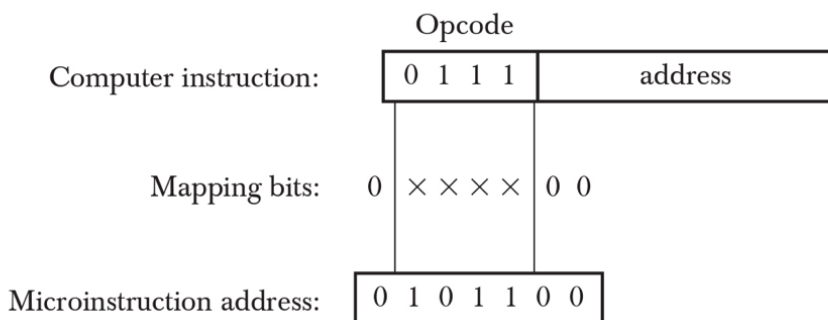 Opcode
Computer instruction: 0 1 1 1 address
Mapping bits: 0 × × × × 0 0
Microinstruction address: 0 1 0 1 1 0 0